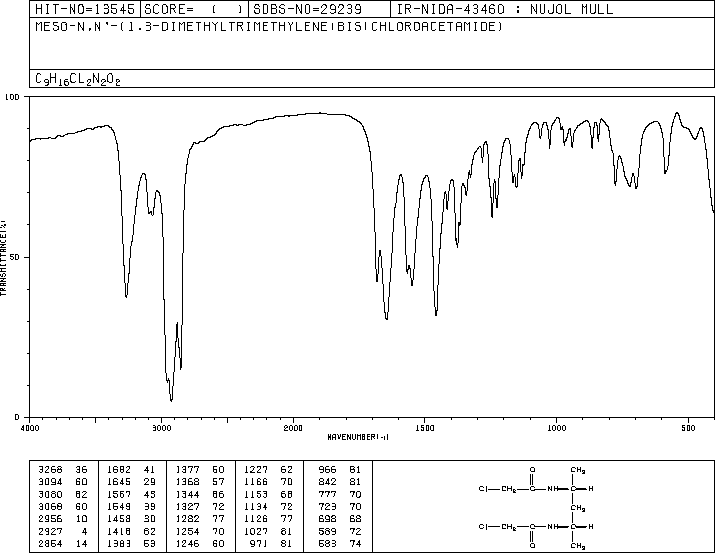 HIT-NO=13545 SCORE= ( ) SDBS-NO=29239 IR-NIDA-43460 : NUJOL MULL
MESO-N,N'-(1,3-DIMETHYLTRIMETHYLENE)BIS(CHLOROACETAMIDE)
C9H16CL2N2O2
100
50
0
TRANSMITTANCE(%)
4000 3000 2000 1500 1000 500
WAVENUMBER(-1)
3268 36 1682 41 1377 50 1227 62 966 81
3094 60 1645 29 1368 57 1166 70 842 81
3080 62 1567 43 1344 66 1153 68 777 70
3068 60 1549 39 1327 72 1134 72 723 70
2956 10 1458 30 1282 77 1126 77 698 68
2927 4 1418 62 1254 70 1027 81 589 72
2854 14 1383 53 1246 60 971 81 583 74
O CH3
Cl-CH2-C-NH-C-H
CH2
Cl-CH2-C-NH-C-H
O CH3